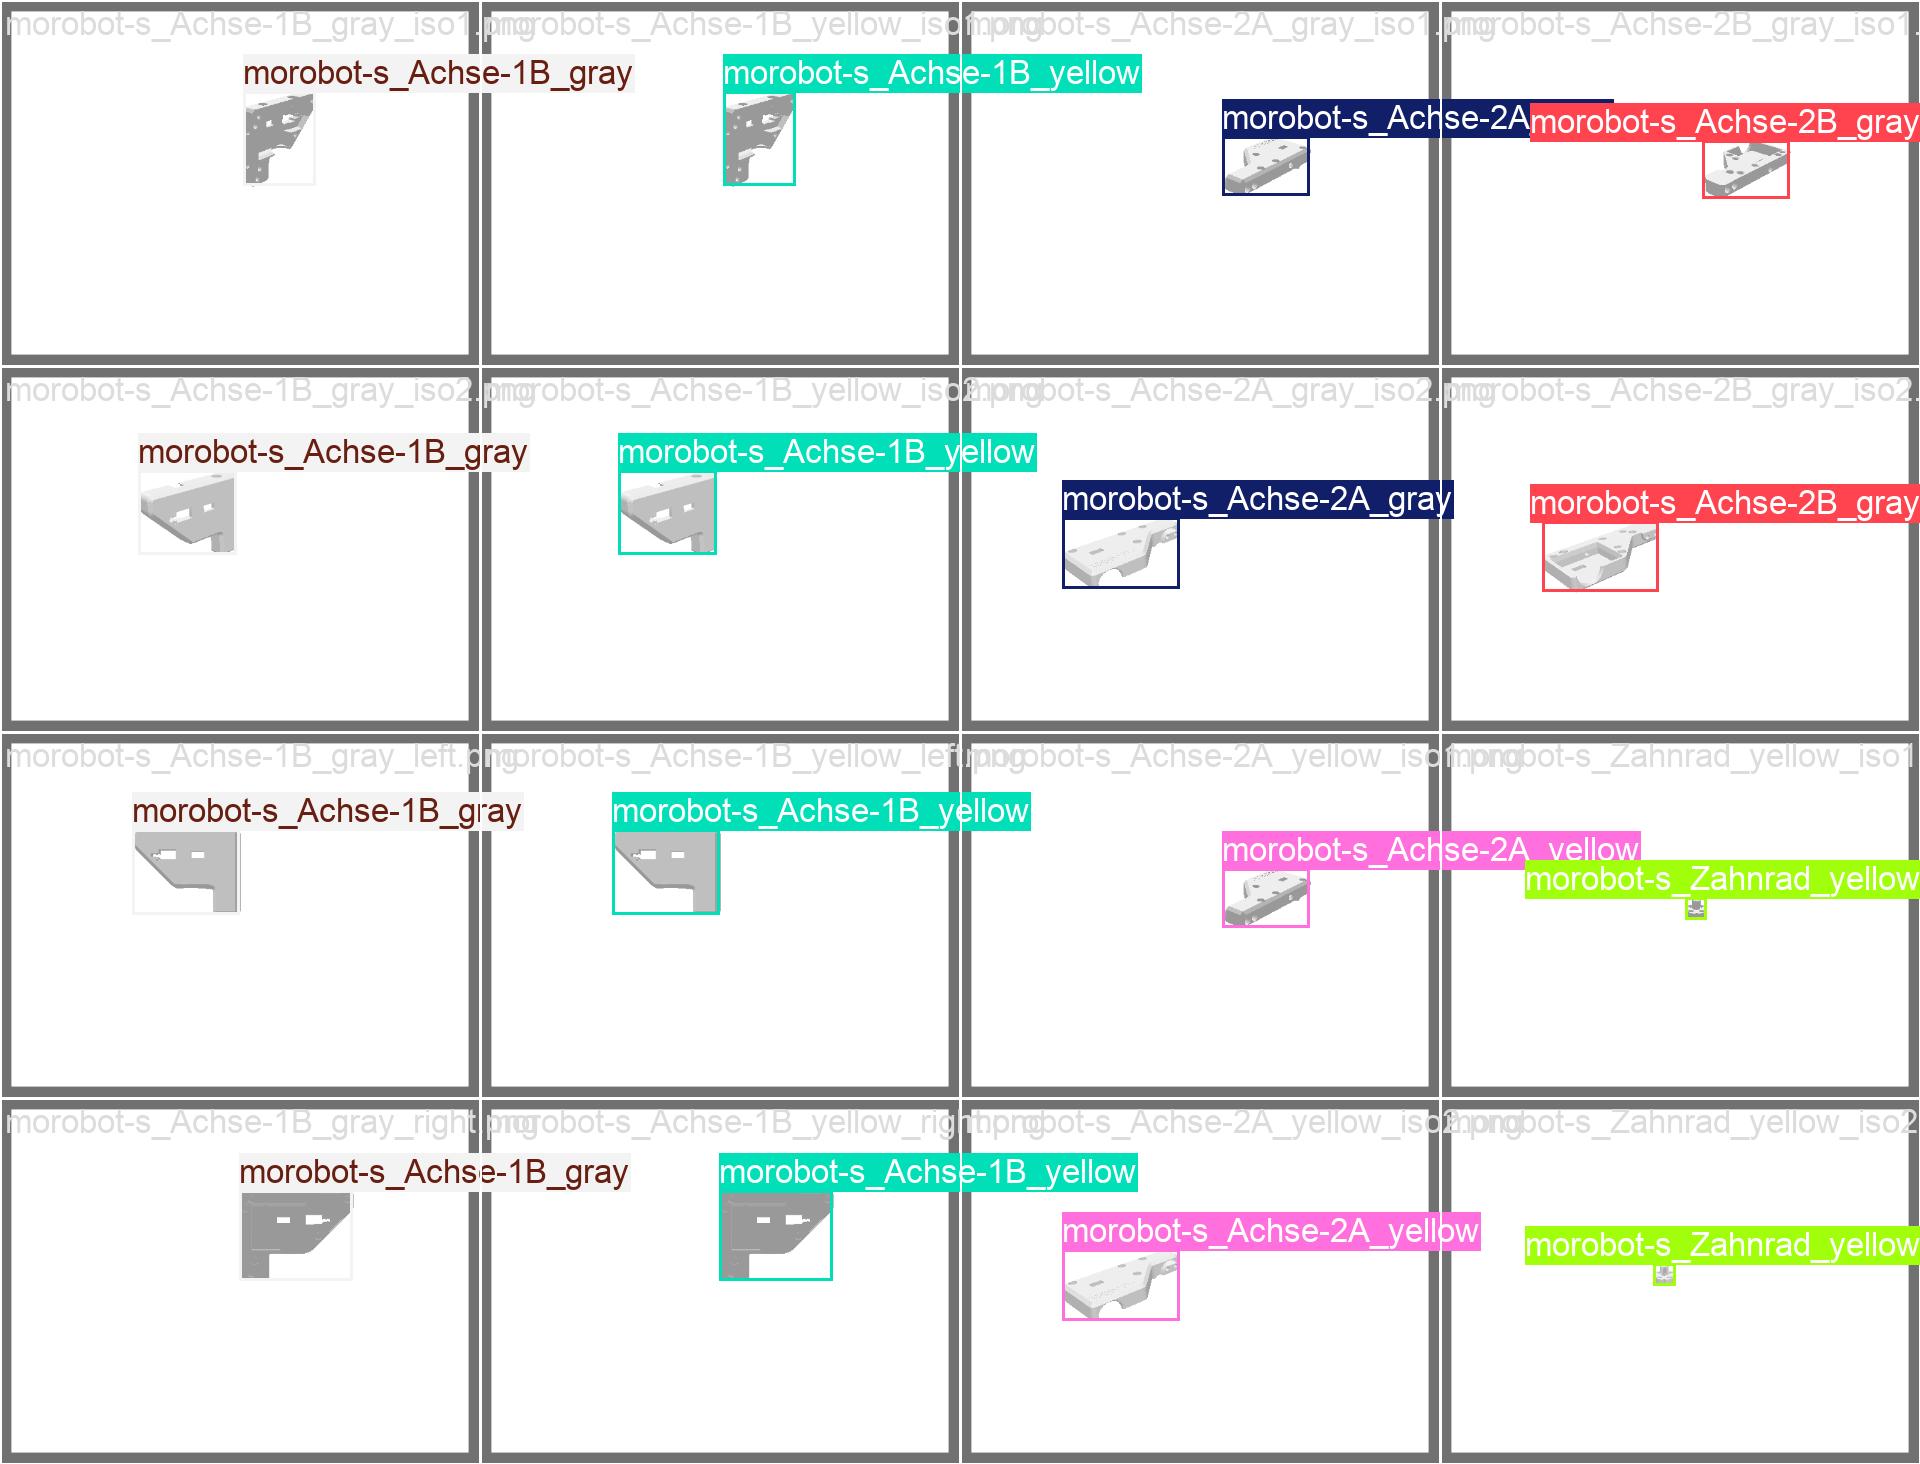 morobot-s_Achse-1B_gray_iso1.png
morobot-s_Achse-1B_yellow_iso1.png
morobot-s_Achse-2A_gray_iso1.png
morobot-s_Achse-2B_gray_iso1.
morobot-s_Achse-1B_gray
morobot-s_Achse-1B_yellow
morobot-s_Achse-2A
morobot-s_Achse-2B_gray
morobot-s_Achse-1B_gray_iso2.png
morobot-s_Achse-1B_yellow_iso2.png
morobot-s_Achse-2A_gray_iso2.png
morobot-s_Achse-2B_gray_iso2.
morobot-s_Achse-1B_gray
morobot-s_Achse-1B_yellow
morobot-s_Achse-2A_gray
morobot-s_Achse-2B_gray
morobot-s_Achse-1B_gray_left.png
morobot-s_Achse-1B_yellow_left.png
morobot-s_Achse-2A_yellow_iso1.png
morobot-s_Zahnrad_yellow_iso1
morobot-s_Achse-1B_gray
morobot-s_Achse-1B_yellow
morobot-s_Achse-2A_yellow
morobot-s_Zahnrad_yellow
morobot-s_Achse-1B_gray_right.png
morobot-s_Achse-1B_yellow_right.png
morobot-s_Achse-2A_yellow_iso2.png
morobot-s_Zahnrad_yellow_iso2
morobot-s_Achse-1B_gray
morobot-s_Achse-1B_yellow
morobot-s_Achse-2A_yellow
morobot-s_Zahnrad_yellow